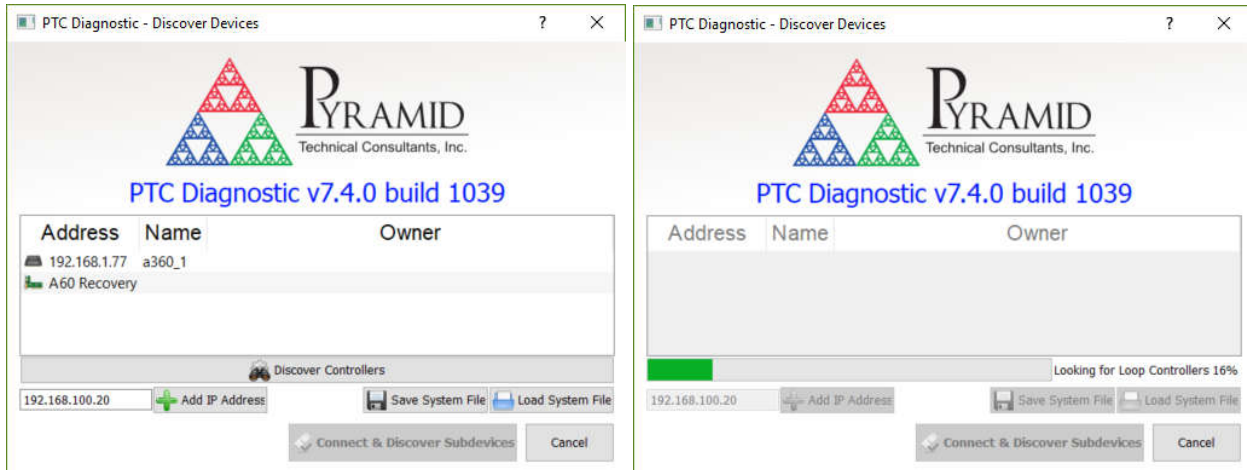 PTC Diagnostic - Discover Devices ?
PYRAMID
Technical Consultants, Inc.
PTC Diagnostic v7.4.0 build 1039
Address Name Owner
192.168.1.77 a360_1
A60 Recovery
Discover Controllers
192.168.100.20 Add IP Address Save System File Load System File
Connect & Discover Subdevices Cancel
PTC Diagnostic - Discover Devices ?
PYRAMID
Technical Consultants, Inc.
PTC Diagnostic v7.4.0 build 1039
Address Name Owner
Looking for Loop Controllers 16%
192.168.100.20 Add IP Address Save System File Load System File
Connect & Discover Subdevices Cancel